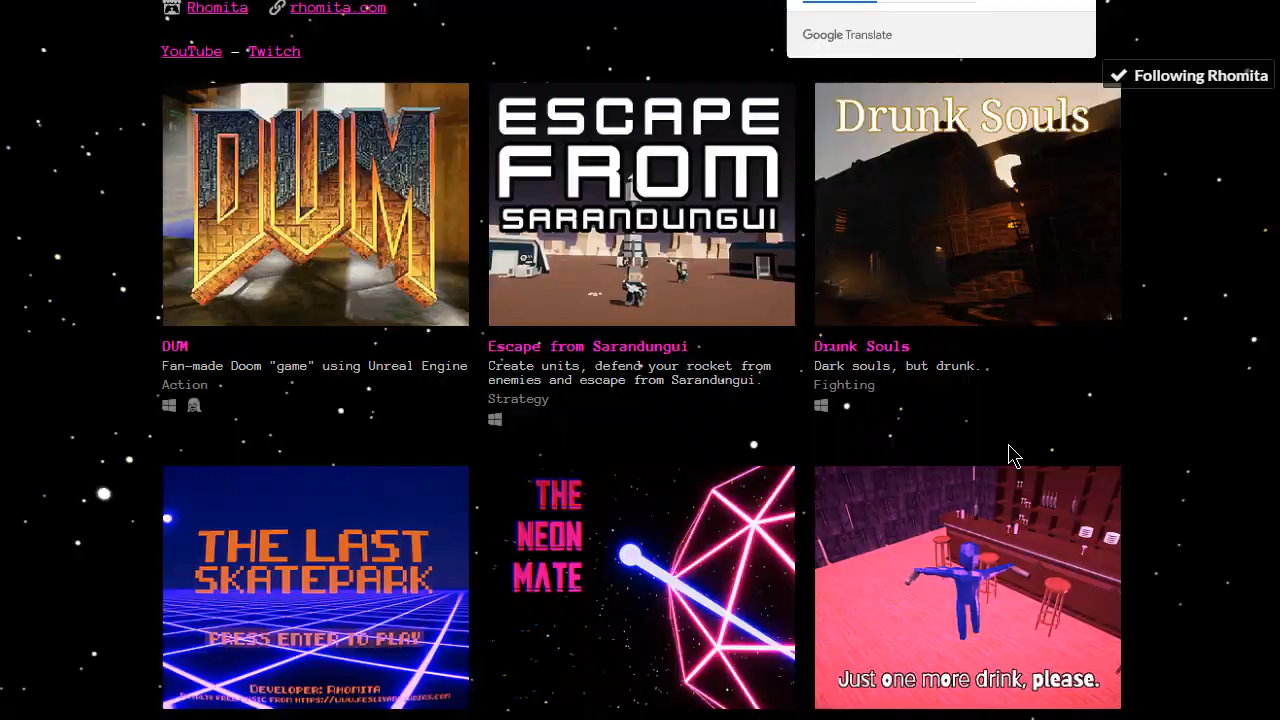 Rhomita rhomita.com
Google Translate
YouTube — Twitch
Following Rhomita
DUM
ESCAPE
FROM
SARANDUNGUI
Drunk Souls
DUM
Fan-made Doom "game" using Unreal Engine
Action
Escape from Sarandungui
Create units, defend your rocket from
enemies and escape from Sarandungui.
Strategy
Drunk Souls
Dark souls, but drunk.
Fighting
THE LAST
SKATEPARK
PRESS ENTER TO PLAY
DEVELOPER: RHOMITA
THE
NEON
MATE
Just one more drink, please.